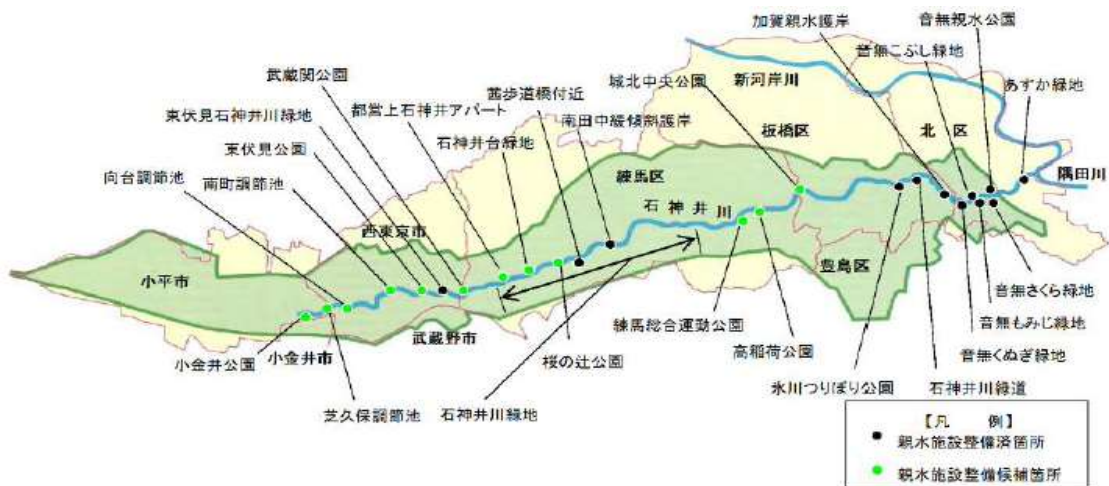 音無親水公園
加賀親水護岸
音無こぶし緑地
武蔵関公園
茜歩道橋付近
城北中央公園
新河岸川
あずか緑地
都営上石神井アパート
東伏見石神井川緑地
南田中緩傾斜護岸
板橋区
北 区
石神井台緑地
東伏見公園
練馬区
隅田川
向台調節池
南町調節池
石 神 井 川
西東京市
小平市
豊島区
音無さくら緑地
武蔵野市
練馬総合運動公園
音無もみじ緑地
小金井公園
小金井市
桜の辻公園
高稲荷公園
音無くぬぎ緑地
芝久保調節池
石神井川緑地
氷川つりぼり公園
石神井川緑道
【凡 例】
親水施設整備済箇所
親水施設整備候補箇所